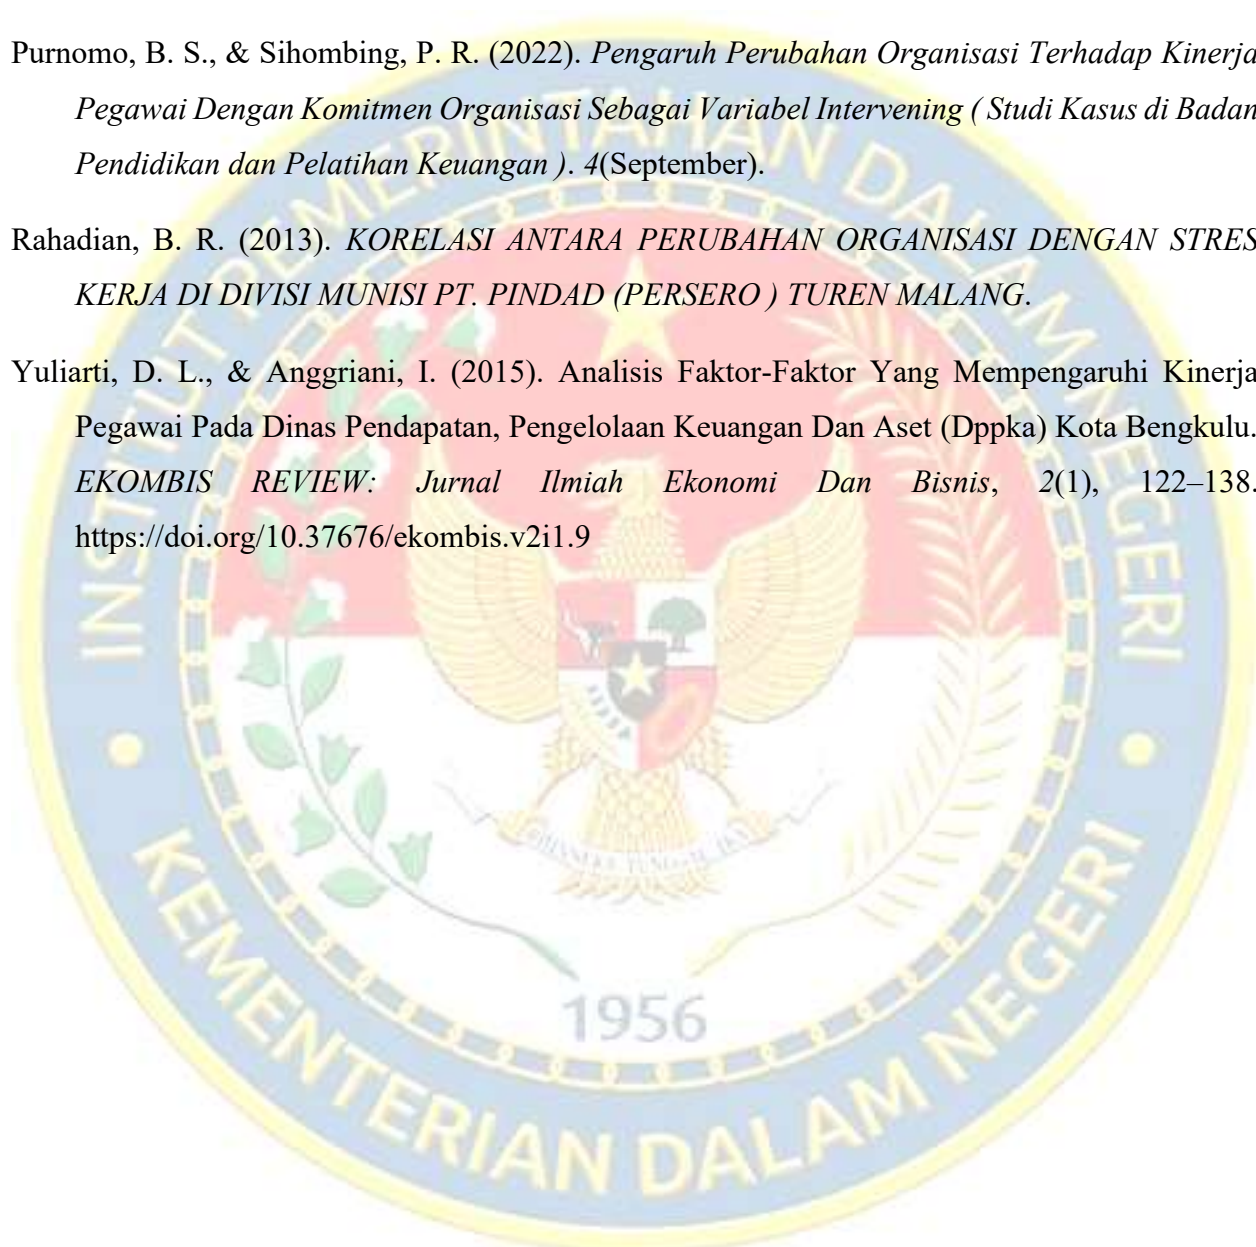 Purnomo, B. S., & Sihombing, P. R. (2022). Pengaruh Perubahan Organisasi Terhadap Kinerja
Pegawai Dengan Komitmen Organisasi Sebagai Variabel Intervening ( Studi Kasus di Badan
Pendidikan dan Pelatihan Keuangan ). 4(September).
Rahadian, B. R. (2013). KORELASI ANTARA PERUBAHAN ORGANISASI DENGAN STRES
KERJA DI DIVISI MUNISI PT. PINDAD (PERSERO ) TUREN MALANG.
Yuliarti, D. L., & Anggriani, I. (2015). Analisis Faktor-Faktor Yang Mempengaruhi Kinerja
Pegawai Pada Dinas Pendapatan, Pengelolaan Keuangan Dan Aset (Dppka) Kota Bengkulu.
EKOMBIS REVIEW: Jurnal Ilmiah Ekonomi Dan Bisnis, 2(1), 122–138.
https://doi.org/10.37676/ekombis.v2i1.9
INSTITUT PEMERINTAHAN DALAM NEGERI
1956
KEMENTERIAN DALAM NEGERI